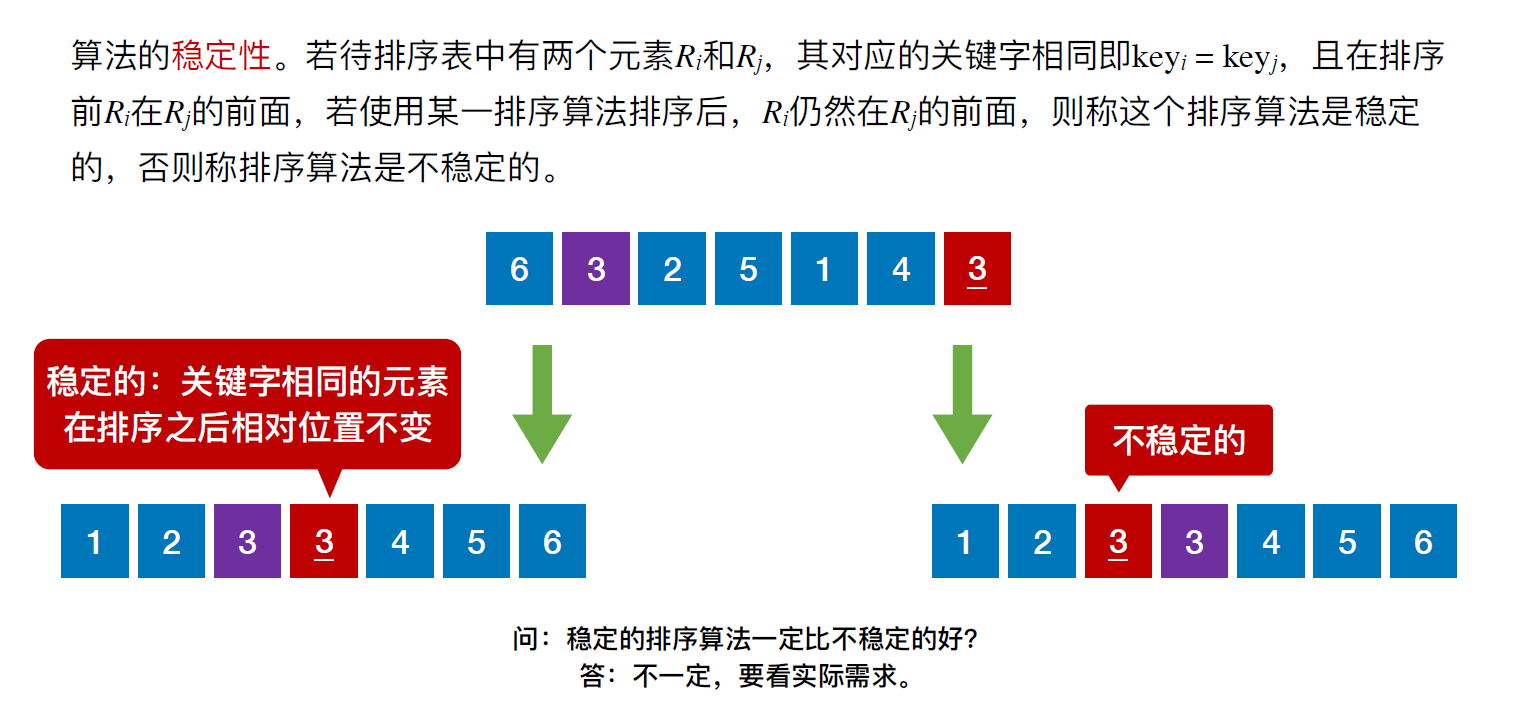 算法的稳定性。若待排序表中有两个元素Ri和Rj，其对应的关键字相同即keyi = keyj，且在排序
前Ri在Rj的前面，若使用某一排序算法排序后，Ri仍然在Rj的前面，则称这个排序算法是稳定
的，否则称排序算法是不稳定的。
6 3 2 5 1 4 3
稳定的：关键字相同的元素
在排序之后相对位置不变
不稳定的
1 2 3 3 4 5 6
1 2 3 3 4 5 6
问：稳定的排序算法一定比不稳定的好？
答：不一定，要看实际需求。